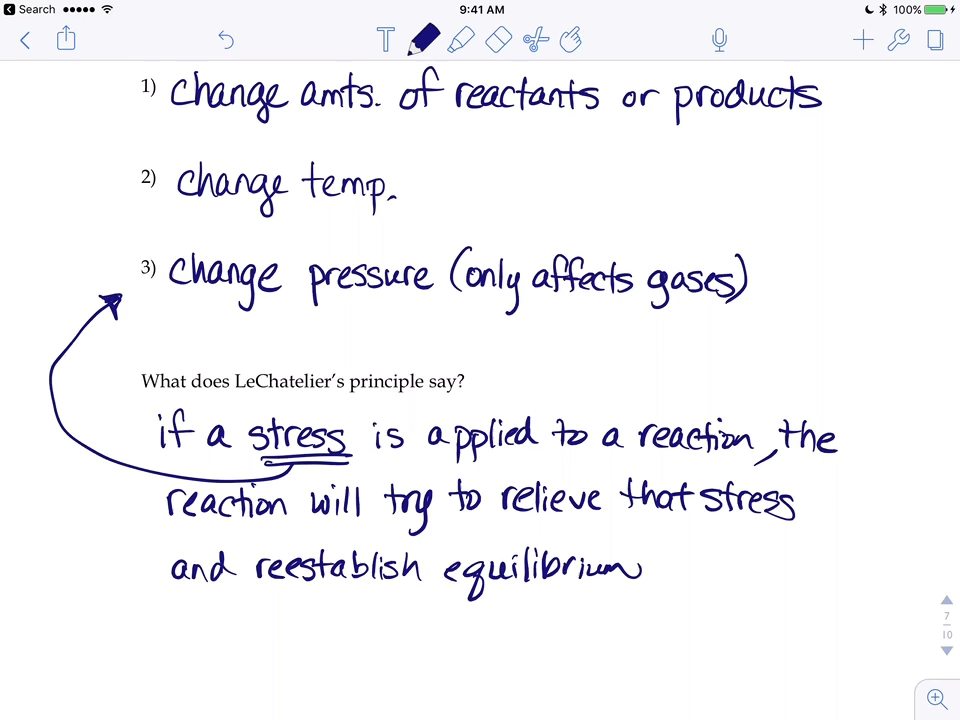 Search 9:41 AM 100%
T
1) change amts. of reactants or products
2) change temp.
3) change pressure (only affects gases)
What does LeChatelier's principle say?
if a stress is applied to a reaction, the
reaction will try to relieve that stress
and reestablish equilibrium
7
10